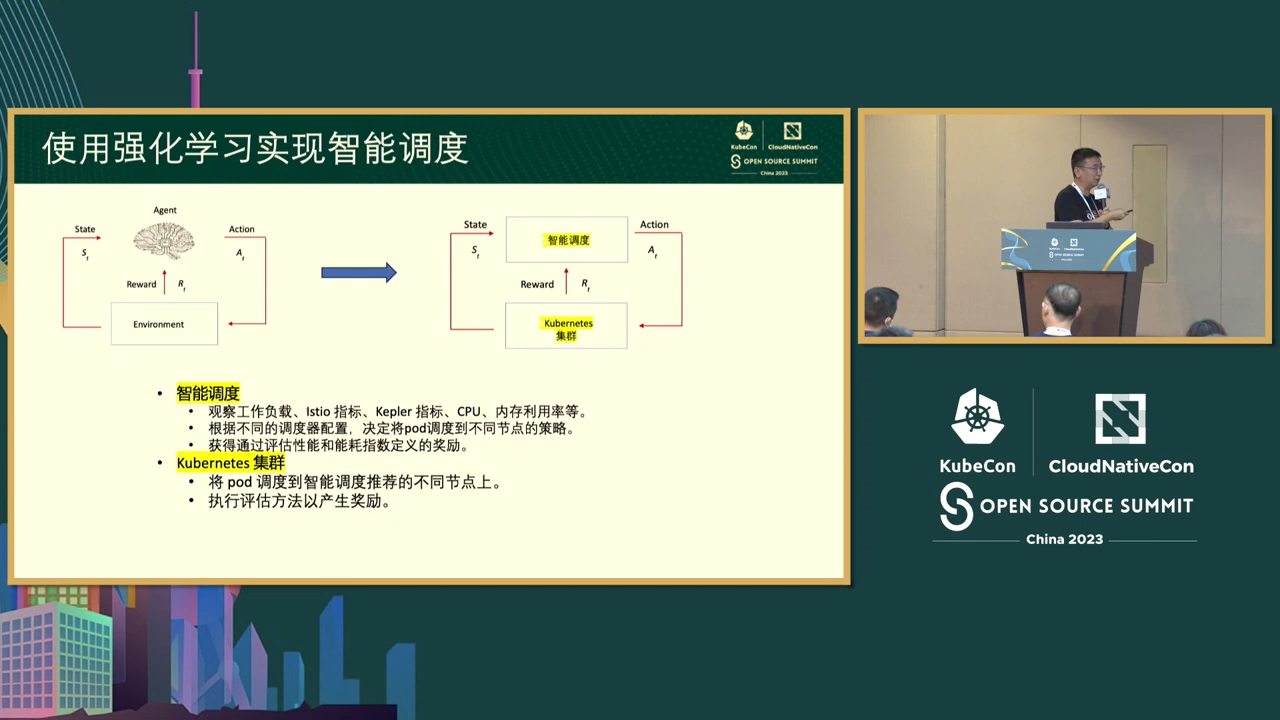 使用强化学习实现智能调度
KubeCon
CloudNativeCon
OPEN SOURCE SUMMIT
China 2023
Agent
State
Action
S t
A t
Reward
R t
Environment
State
智能调度
Action
S t
A t
Reward
R t
Kubernetes
集群
• 智能调度
• 观察工作负载、Istio 指标、Kepler 指标、CPU、内存利用率等。
• 根据不同的调度器配置，决定将pod调度到不同节点的策略。
• 获得通过评估性能和能耗指数定义的奖励。
• Kubernetes 集群
• 将 pod 调度到智能调度推荐的不同节点上。
• 执行评估方法以产生奖励。
OPEN SOURCE SUMMIT
KubeCon
CloudNativeCon
OPEN SOURCE SUMMIT
China 2023